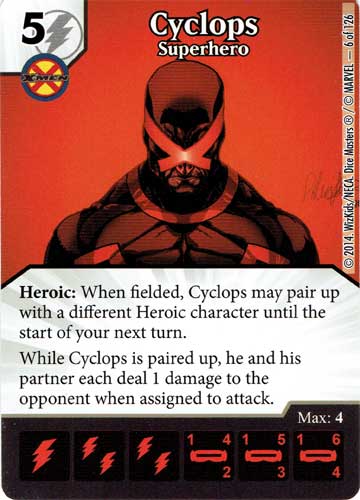 5
Cyclops
Superhero
X-MEN
© 2014. WizKids/NECA. Dice Masters ® / © MARVEL — 6 of 126
Heroic: When fielded, Cyclops may pair up
with a different Heroic character until the
start of your next turn.
While Cyclops is paired up, he and his
partner each deal 1 damage to the
opponent when assigned to attack.
Max: 4
1 4 1 5 1 6
2 3 4